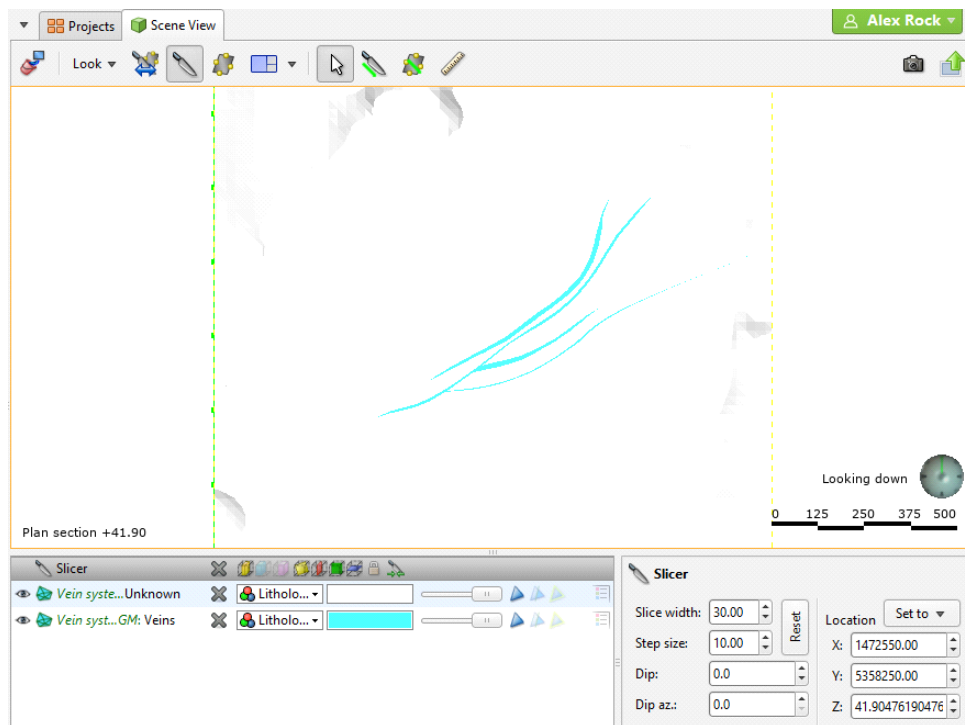 Projects Scene View Alex Rock
Look
Looking down
0 125 250 375 500
Plan section +41.90
Slicer
Vein syste...Unknown Litholo...
Vein syst...GM: Veins Litholo...
Slicer
Slice width: 30.00 Reset Location Set to
Step size: 10.00 X: 1472550.00
Dip: 0.0 Y: 5358250.00
Dip az.: 0.0 Z: 41.90476190476